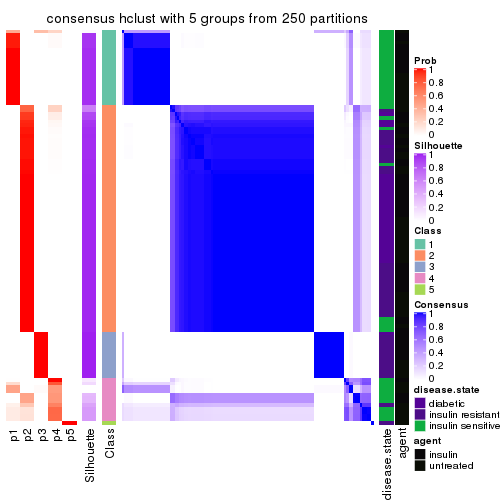 consensus hclust with 5 groups from 250 partitions
Prob
1
0.8
0.6
0.4
0.2
0
Silhouette
1
0.8
0.6
0.4
0.2
0
Class
1
2
3
4
5
Consensus
1
0.8
0.6
0.4
0.2
0
disease.state
diabetic
insulin resistant
insulin sensitive
agent
insulin
untreated
p1
p2
p3
p4
p5
Silhouette
Class
disease.state
agent